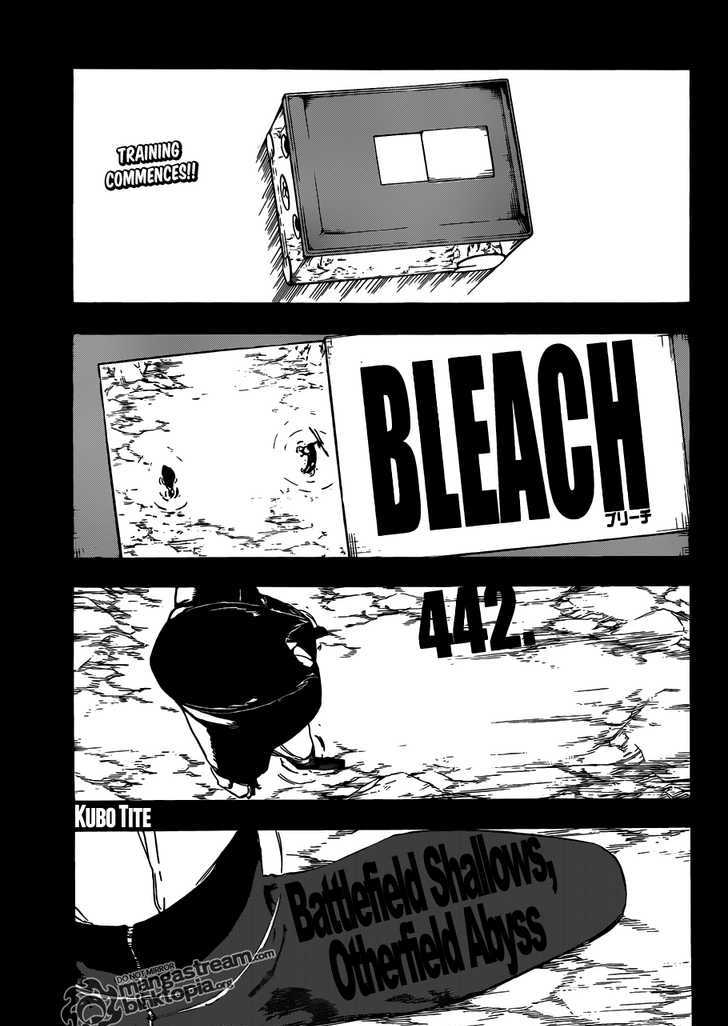 TRAINING
COMMENCES!!
BLEACH
ブリーチ
442.
KUBO TITE
Battlefield Shallows,
Otherfield Abyss
DO NOT MIRROR
mangastream.com
binktopia.org